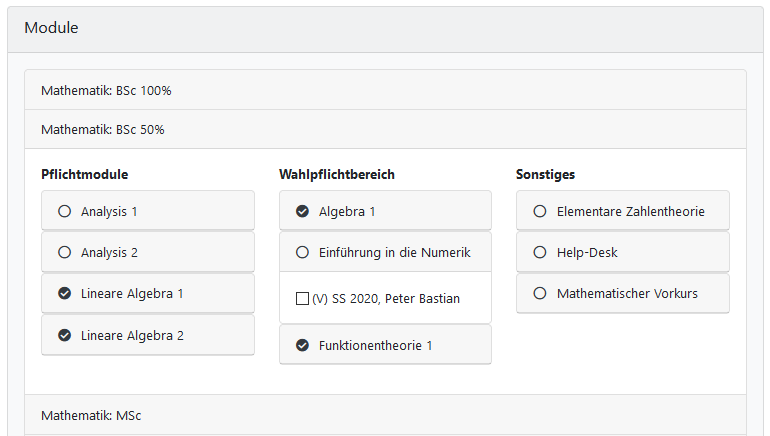 Module
Mathematik: BSc 100%
Mathematik: BSc 50%
Pflichtmodule
Analysis 1
Analysis 2
Lineare Algebra 1
Lineare Algebra 2
Wahlpflichtbereich
Algebra 1
Einführung in die Numerik
(V) SS 2020, Peter Bastian
Funktionentheorie 1
Sonstiges
Elementare Zahlentheorie
Help-Desk
Mathematischer Vorkurs
Mathematik: MSc